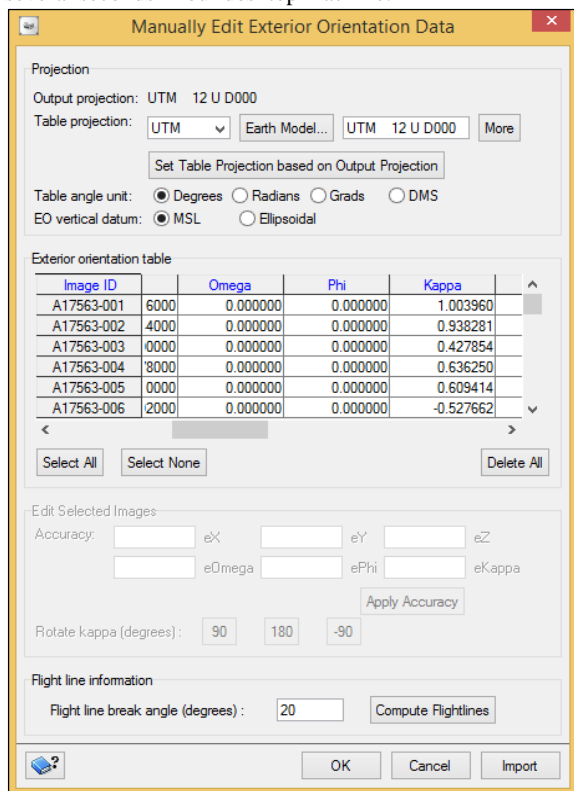 Manually Edit Exterior Orientation Data
Projection
Output projection: UTM 12 U D000
Table projection: UTM Earth Model... UTM 12 U D000 More
Set Table Projection based on Output Projection
Table angle unit: Degrees Radians Grads DMS
EO vertical datum: MSL Ellipsoidal
Exterior orientation table
Image ID Omega Phi Kappa
A17563-001 6000 0.000000 0.000000 1.003960
A17563-002 4000 0.000000 0.000000 0.938281
A17563-003 0000 0.000000 0.000000 0.427854
A17563-004 8000 0.000000 0.000000 0.636250
A17563-005 0000 0.000000 0.000000 0.609414
A17563-006 2000 0.000000 0.000000 -0.527662
Select All Select None Delete All
Edit Selected Images
Accuracy: eX eY eZ
eOmega ePhi eKappa
Apply Accuracy
Rotate kappa (degrees) : 90 180 -90
Flight line information
Flight line break angle (degrees) : 20 Compute Flightlines
OK Cancel Import